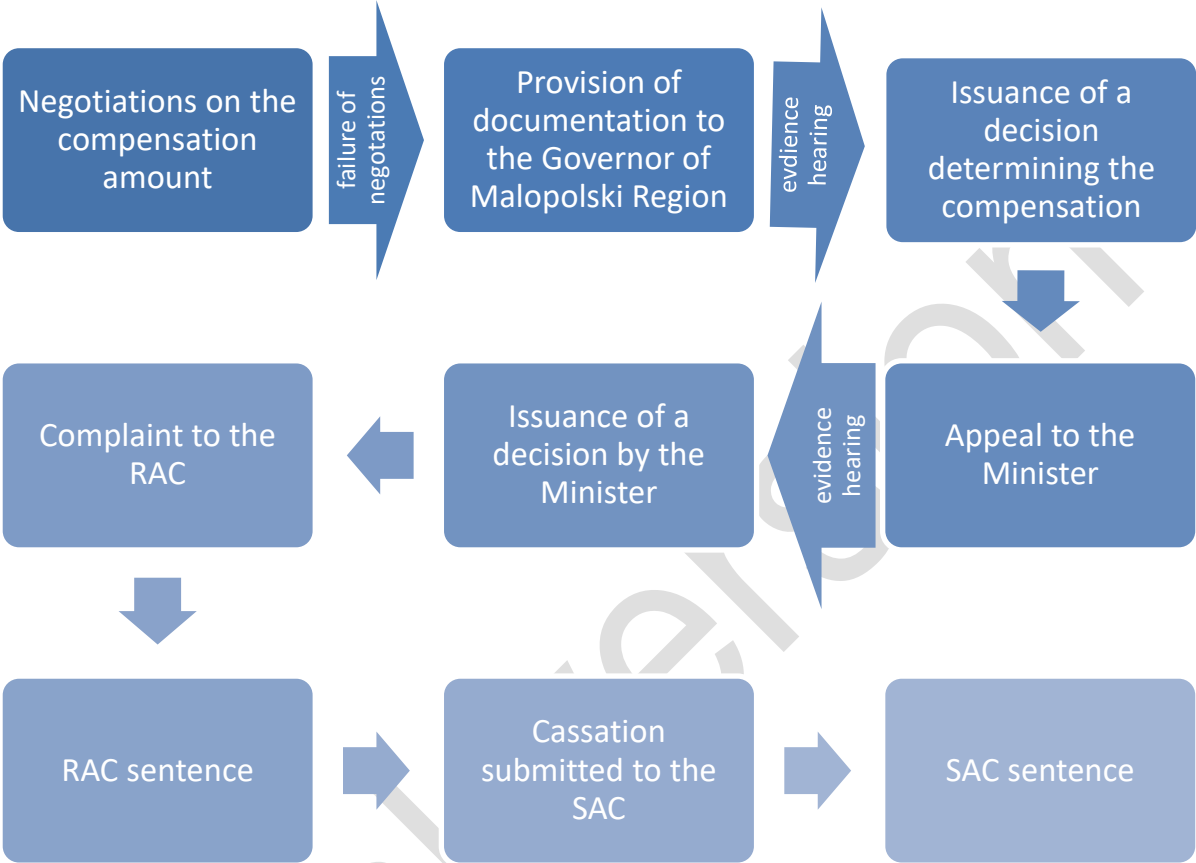 Negotiations on the
compensation
amount
failure of
negotations
Provision of
documentation to
the Governor of
Malopolski Region
evdience
hearing
Issuance of a
decision
determining the
compensation
Appeal to the
Minister
evidence
hearing
Issuance of a
decision by the
Minister
Complaint to the
RAC
RAC sentence
Cassation
submitted to the
SAC
SAC sentence